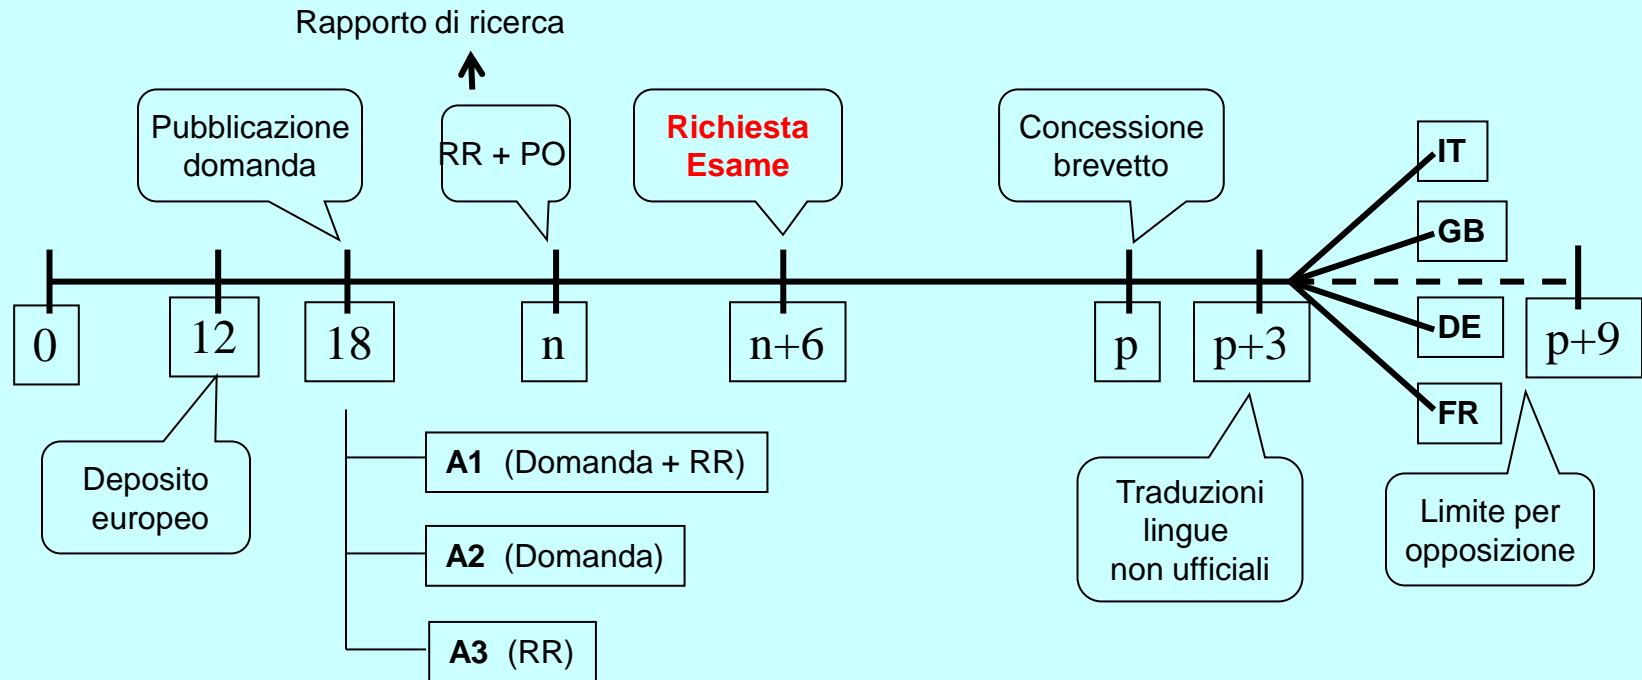 Rapporto di ricerca
Pubblicazione
domanda
RR + PO
Richiesta
Esame
Concessione
brevetto
IT
GB
DE
FR
0
12
18
n
n+6
p
p+3
p+9
Deposito
europeo
A1 (Domanda + RR)
A2 (Domanda)
A3 (RR)
Traduzioni
lingue
non ufficiali
Limite per
opposizione